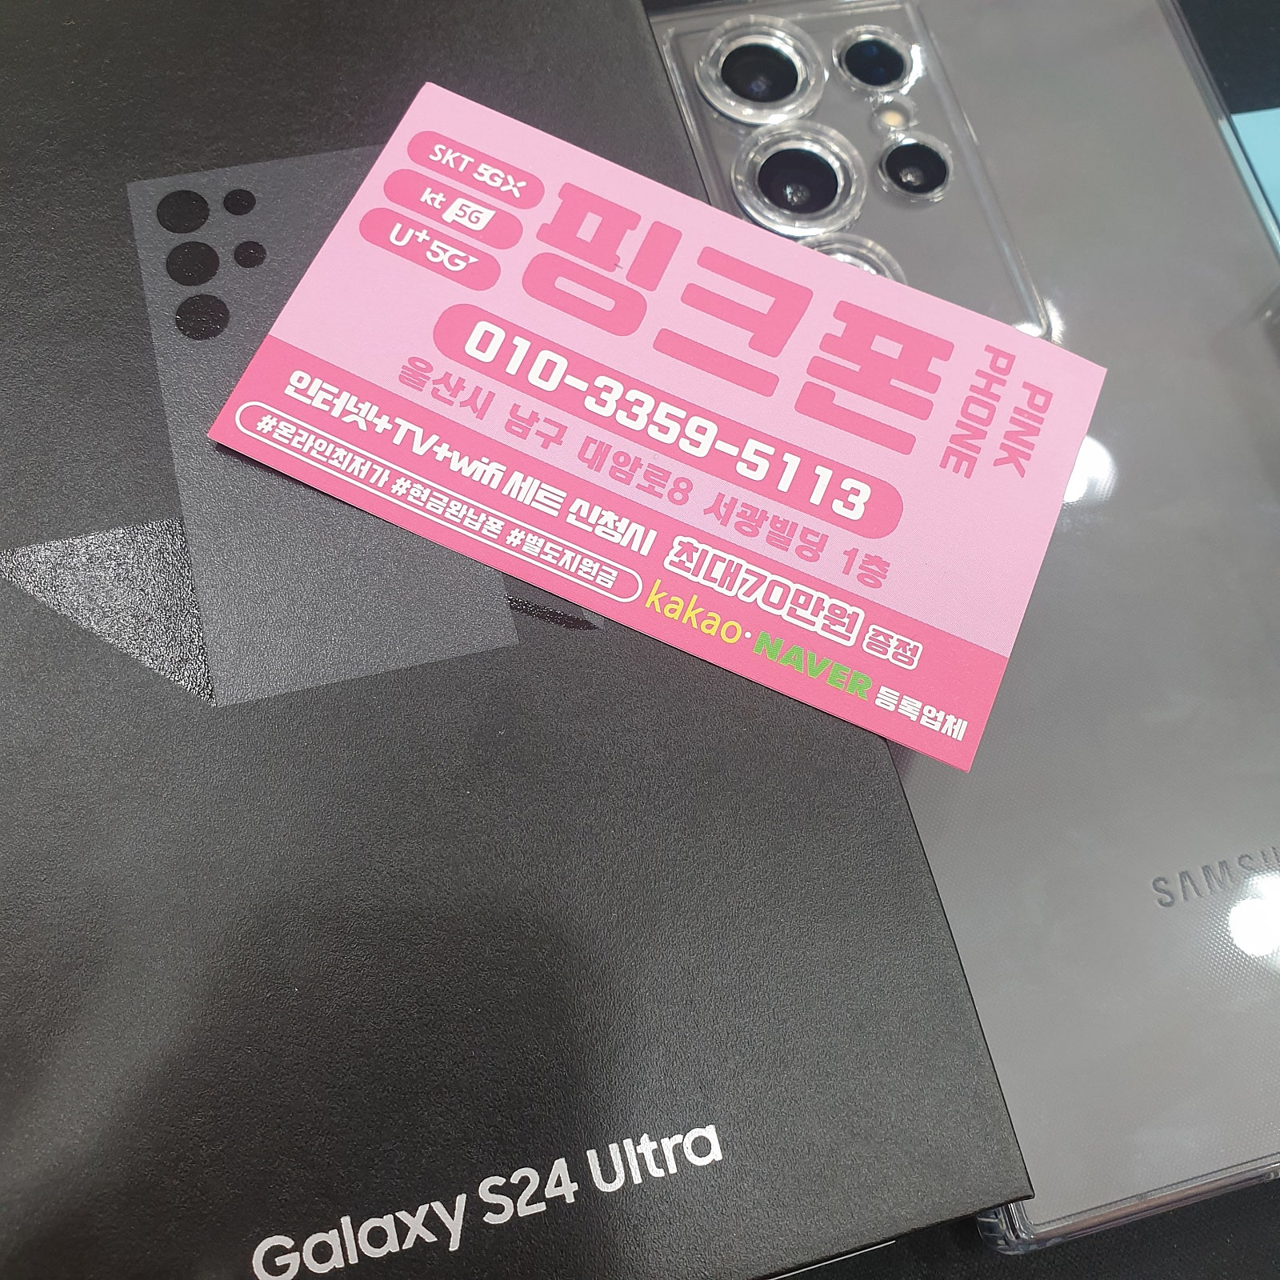 SKT 5GX
kt 5G
U+ 5G
핑크폰
PINK
PHONE
010-3359-5113
울산시 남구 대암로8 서광빌딩 1층
인터넷+TV+wifi 세트 신청시 최대70만원 증정
#온라인최저가 #현금완납폰 #별도지원금
kakao·NAVER 등록업체
SAMSU
Galaxy S24 Ultra